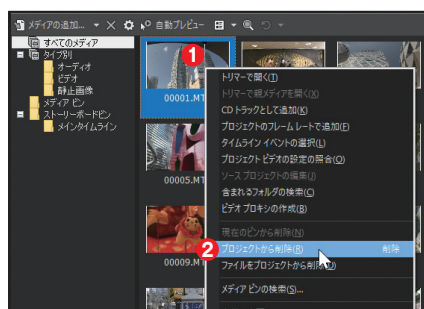 メディアの追加... 自動プレビュー
すべてのメディア
タイプ別
オーディオ
ビデオ
静止画像
メディア ビン
ストーリーボードビン
メインタイムライン
1
00001.MT
00005.MT
00009.MT
トリマーで開く(T)
トリマーで親メディアを開く(X)
CD トラックとして追加(K)
プロジェクトのフレーム レートで追加(F)
タイムライン イベントの選択(L)
プロジェクト ビデオの設定の照合(O)
ソース プロジェクトの編集(J)
含まれるフォルダの検索(C)
ビデオ プロキシの作成(B)
現在のビンから削除(N)
2 プロジェクトから削除(R) 削除
ファイルをプロジェクトから削除(D)
メディア ビンの検索(S)...